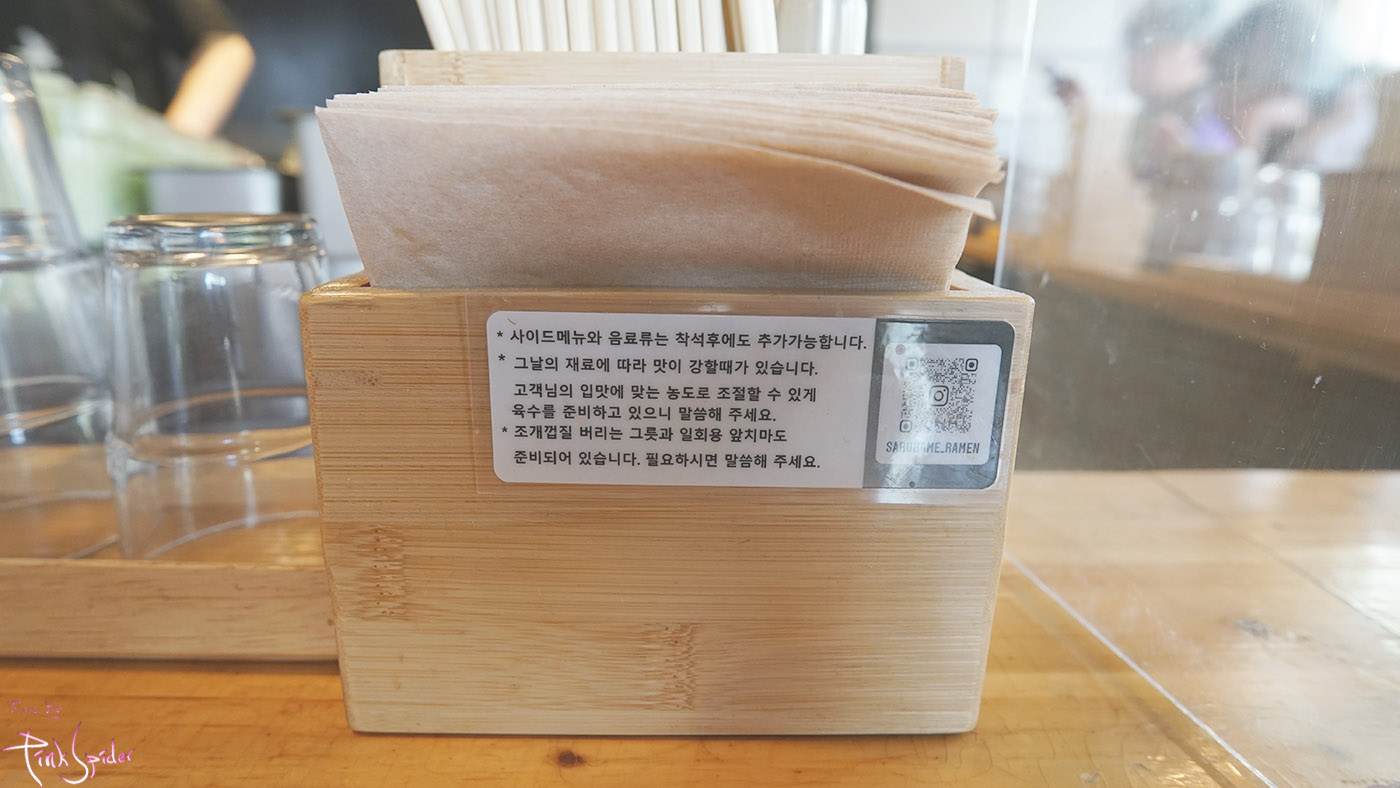 * 사이드메뉴와 음료류는 착석후에도 추가가능합니다.
* 그날의 재료에 따라 맛이 강할때가 있습니다.
고객님의 입맛에 맞는 농도로 조절할 수 있게
육수를 준비하고 있으니 말씀해 주세요.
* 조개껍질 버리는 그릇과 일회용 앞치마도
준비되어 있습니다. 필요하시면 말씀해 주세요.
Pink Spider